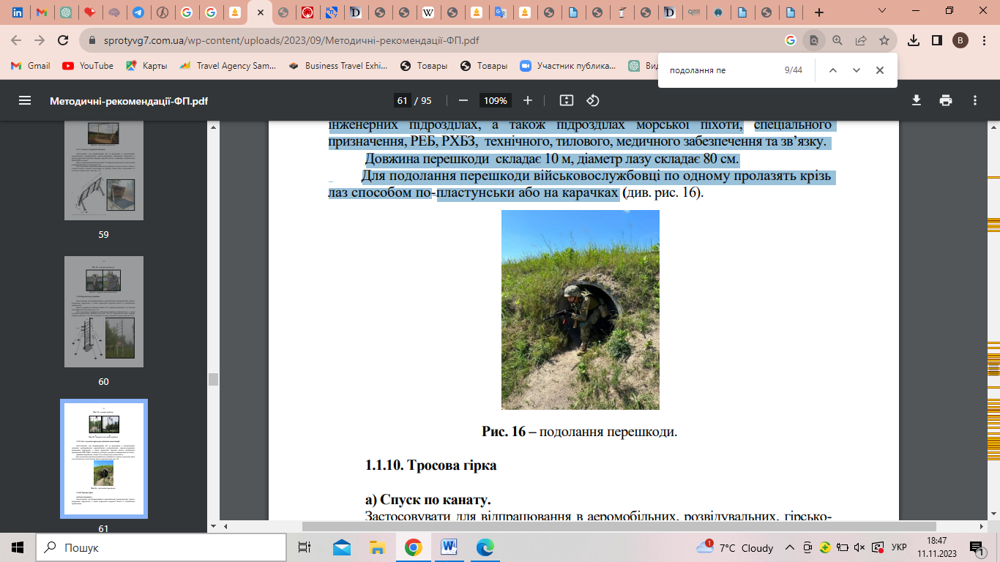 sprotyvg7.com.ua/wp-content/uploads/2023/09/Методичні-рекомендації-ФП.pdf
B
Gmail
YouTube
Карты
Travel Agency Sam...
Business Travel Exhi...
Товары
Товары
Участник публика...
подолання пе
9/44
Методичні-рекомендації-ФП.pdf
61 / 95
109%
інженерних підрозділах, а також підрозділах морської піхоти, спеціального
призначення, РЕБ, РХБЗ, технічного, тилового, медичного забезпечення та зв’язку.
Довжина перешкоди складає 10 м, діаметр лазу складає 80 см.
Для подолання перешкоди військовослужбовці по одному пролазять крізь
лаз способом по-пластунськи або на карачках (див. рис. 16).
Рис. 16 – подолання перешкоди.
1.1.10. Тросова гірка
а) Спуск по канату.
Застосовувати для відпрацювання в аеромобільних, розвідувальних, гірсько-
59
60
61
Пошук
1
7°C Cloudy
УКР
18:47
11.11.2023
1